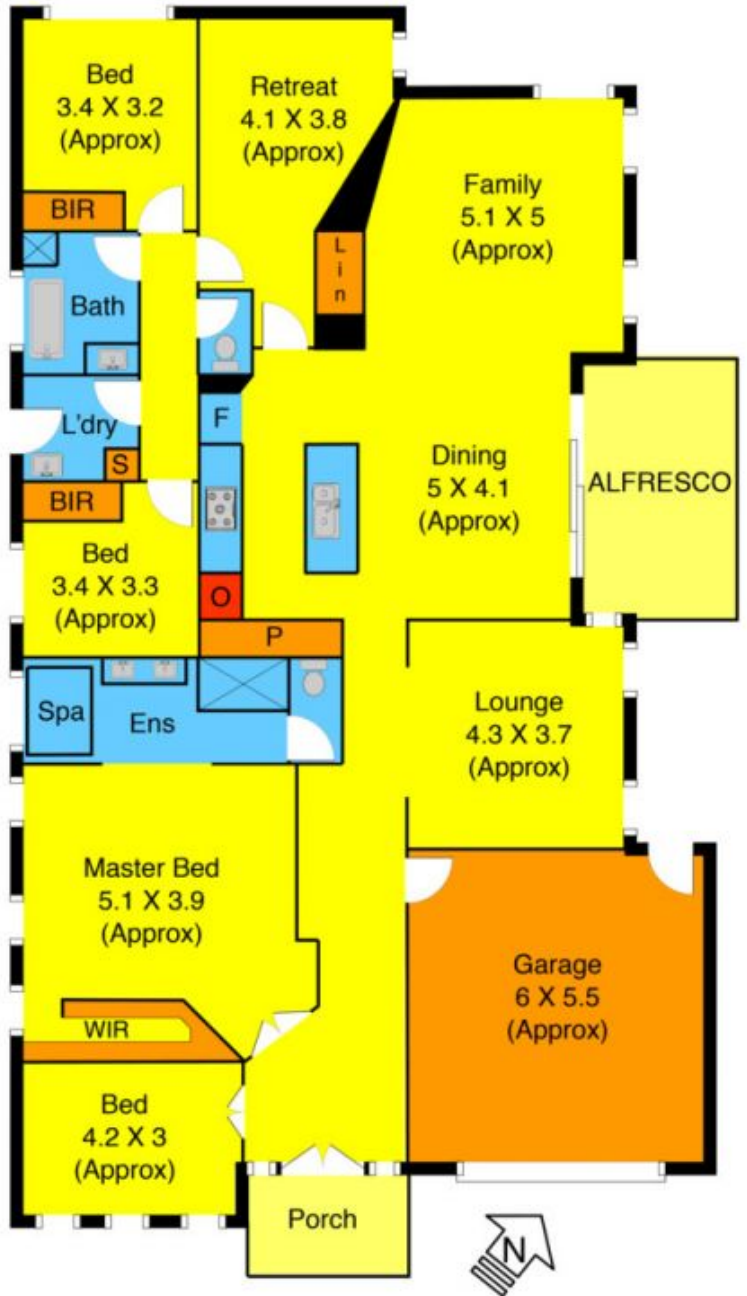 Bed
3.4 X 3.2
(Approx)
Retreat
4.1 X 3.8
(Approx)
Family
5.1 X 5
(Approx)
BIR
L
i
n
Bath
L'dry
S
F
BIR
Dining
5 X 4.1
(Approx)
ALFRESCO
Bed
3.4 X 3.3
(Approx)
O
P
Spa
Ens
Lounge
4.3 X 3.7
(Approx)
Master Bed
5.1 X 3.9
(Approx)
WIR
Garage
6 X 5.5
(Approx)
Bed
4.2 X 3
(Approx)
Porch
N